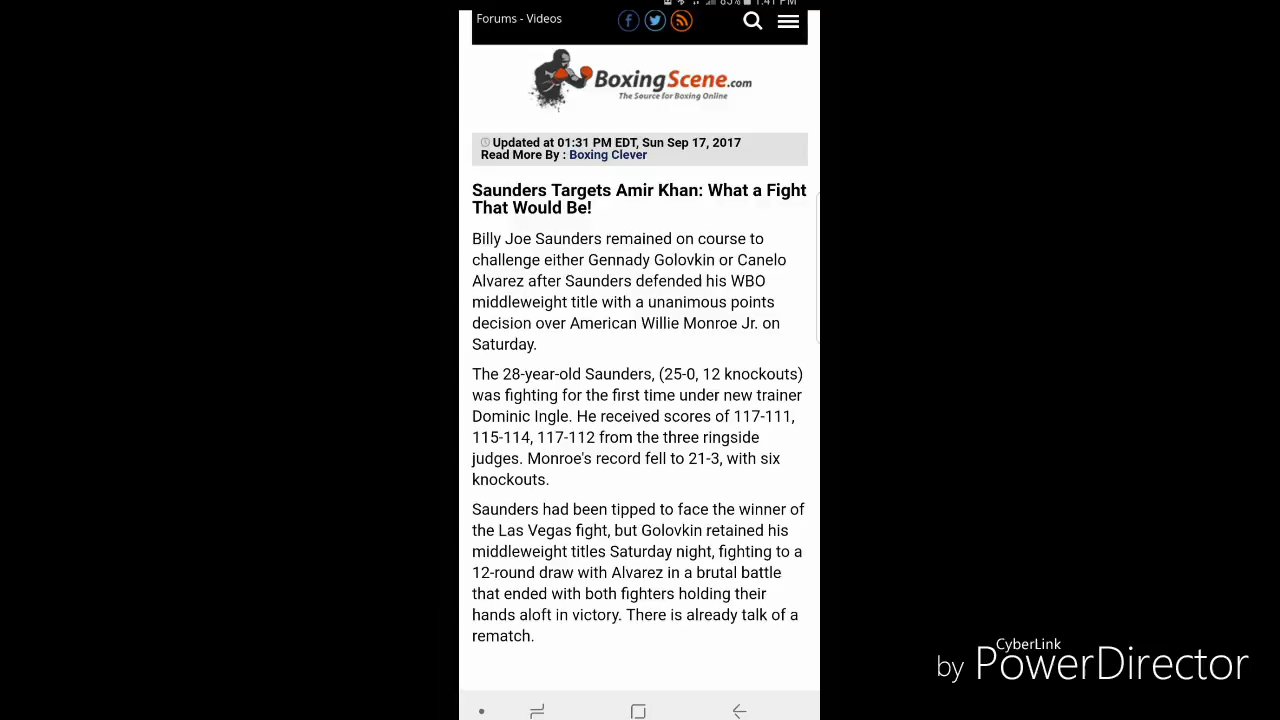 85% 1:41 PM
Forums - Videos
BoxingScene.com
The Source for Boxing Online
Updated at 01:31 PM EDT, Sun Sep 17, 2017
Read More By : Boxing Clever
Saunders Targets Amir Khan: What a Fight
That Would Be!
Billy Joe Saunders remained on course to
challenge either Gennady Golovkin or Canelo
Alvarez after Saunders defended his WBO
middleweight title with a unanimous points
decision over American Willie Monroe Jr. on
Saturday.
The 28-year-old Saunders, (25-0, 12 knockouts)
was fighting for the first time under new trainer
Dominic Ingle. He received scores of 117-111,
115-114, 117-112 from the three ringside
judges. Monroe's record fell to 21-3, with six
knockouts.
Saunders had been tipped to face the winner of
the Las Vegas fight, but Golovkin retained his
middleweight titles Saturday night, fighting to a
12-round draw with Alvarez in a brutal battle
that ended with both fighters holding their
hands aloft in victory. There is already talk of a
rematch.
CyberLink
by PowerDirector